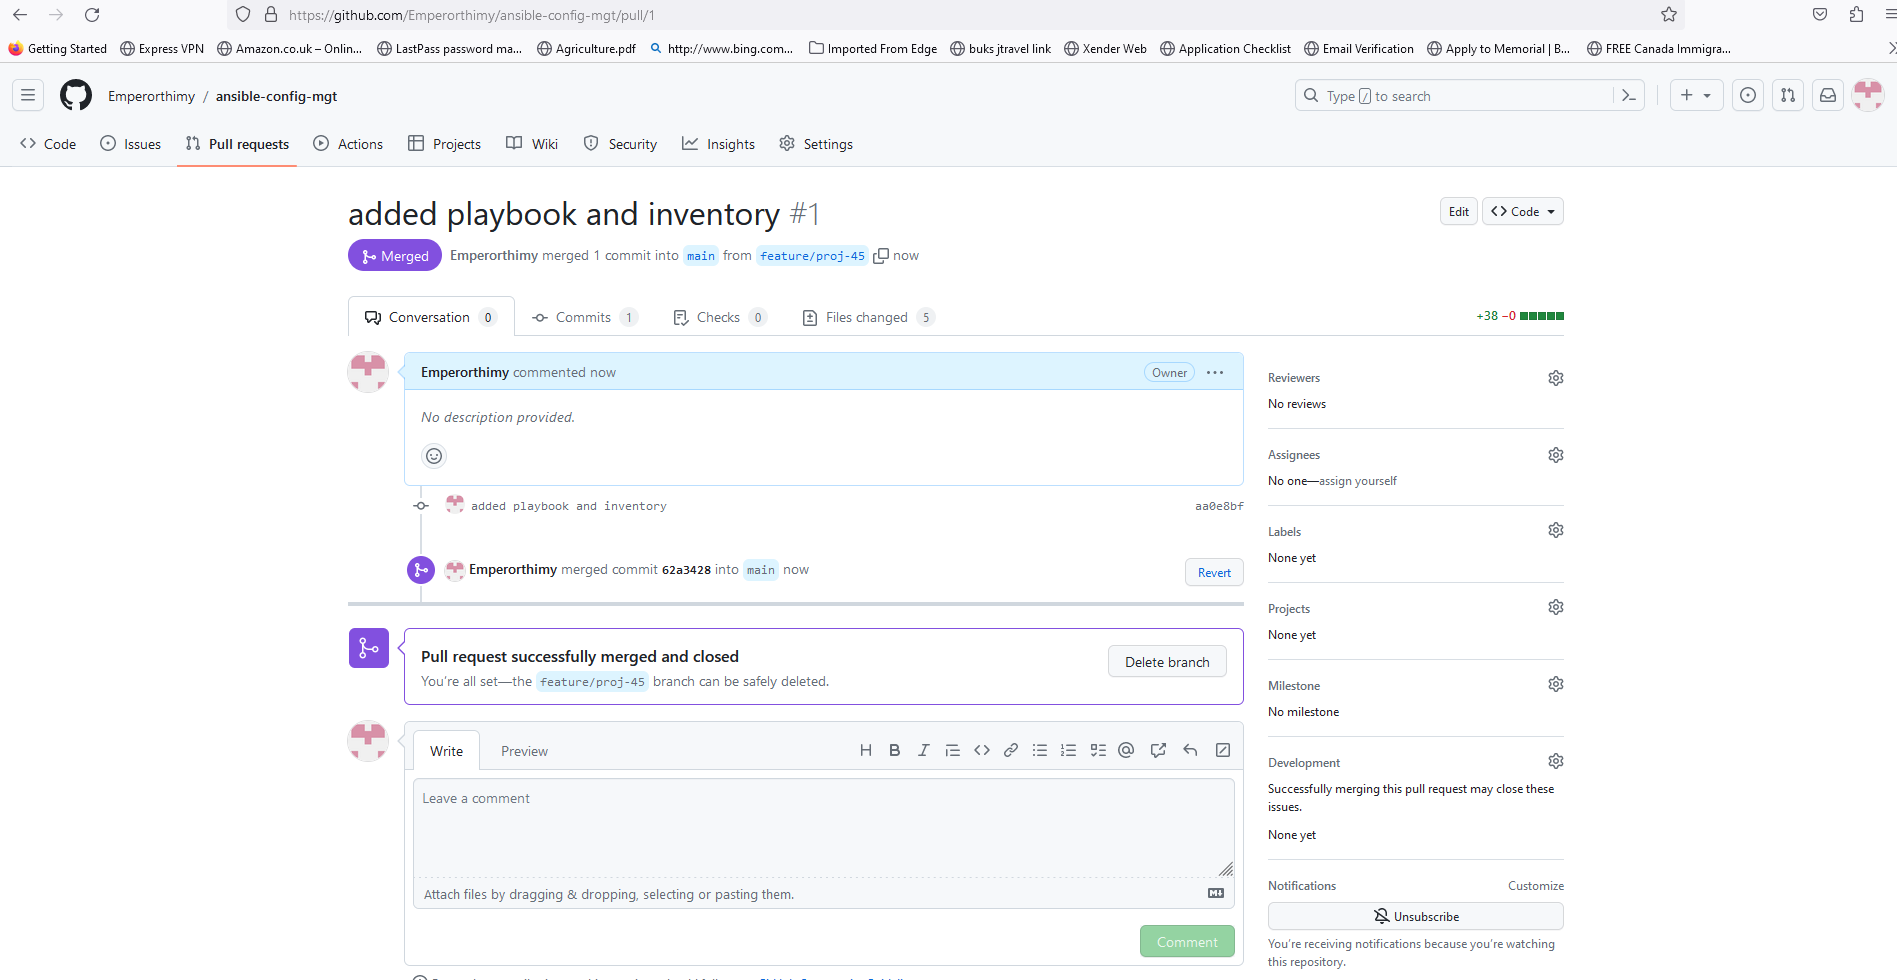 https://github.com/Emperorthimy/ansible-config-mgt/pull/1
Getting Started Express VPN Amazon.co.uk – Onlin... LastPass password ma... Agriculture.pdf http://www.bing.com... Imported From Edge buks jtravel link Xender Web Application Checklist Email Verification Apply to Memorial | B... FREE Canada Immigra...
Emperorthimy / ansible-config-mgt
Type / to search
Code Issues Pull requests Actions Projects Wiki Security Insights Settings
added playbook and inventory #1
Edit Code
Merged Emperorthimy merged 1 commit into main from feature/proj-45 now
Conversation 0 Commits 1 Checks 0 Files changed 5
+38 −0
Emperorthimy commented now
Owner
No description provided.
added playbook and inventory aa0e8bf
Emperorthimy merged commit 62a3428 into main now
Revert
Pull request successfully merged and closed
You're all set—the feature/proj-45 branch can be safely deleted.
Delete branch
Write Preview
H B I
Leave a comment
Attach files by dragging & dropping, selecting or pasting them.
Comment
Reviewers
No reviews
Assignees
No one—assign yourself
Labels
None yet
Projects
None yet
Milestone
No milestone
Development
Successfully merging this pull request may close these
issues.
None yet
Notifications Customize
Unsubscribe
You're receiving notifications because you're watching
this repository.